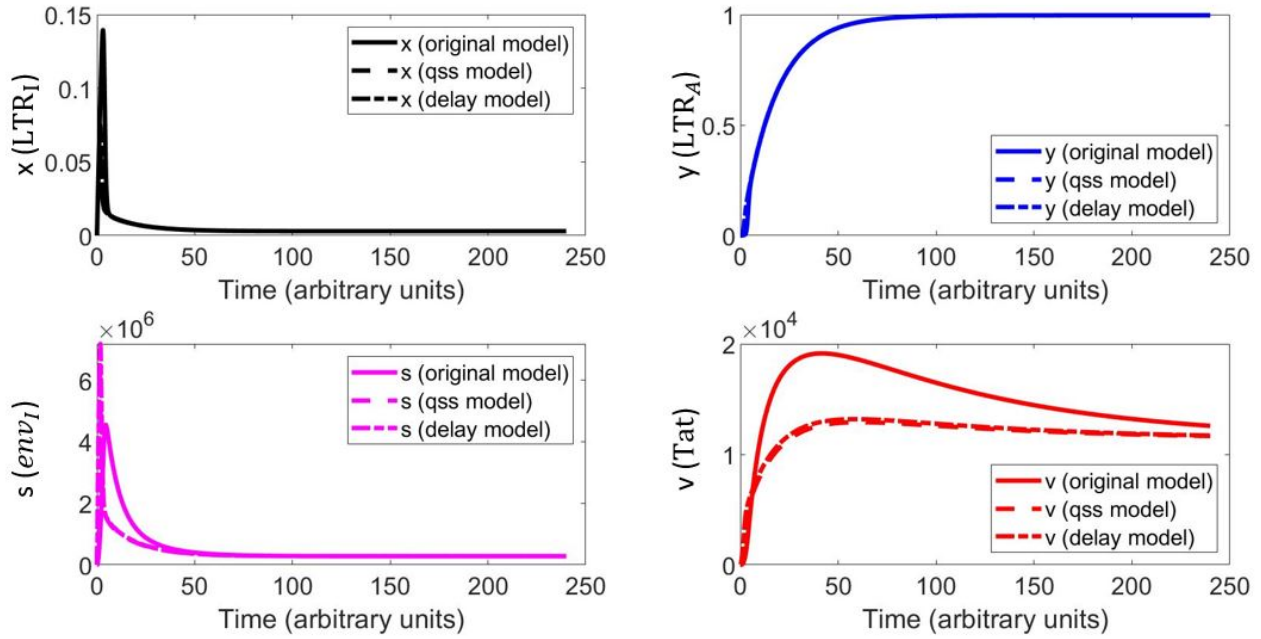 0.15
0.1
0.05
0
x (LTR_I)
x (original model)
x (qss model)
x (delay model)
0 50 100 150 200 250
Time (arbitrary units)
1
0.5
0
y (LTR_A)
y (original model)
y (qss model)
y (delay model)
0 50 100 150 200 250
Time (arbitrary units)
×10^6
6
4
2
0
s (env_I)
s (original model)
s (qss model)
s (delay model)
0 50 100 150 200 250
Time (arbitrary units)
×10^4
2
1
0
v (Tat)
v (original model)
v (qss model)
v (delay model)
0 50 100 150 200 250
Time (arbitrary units)